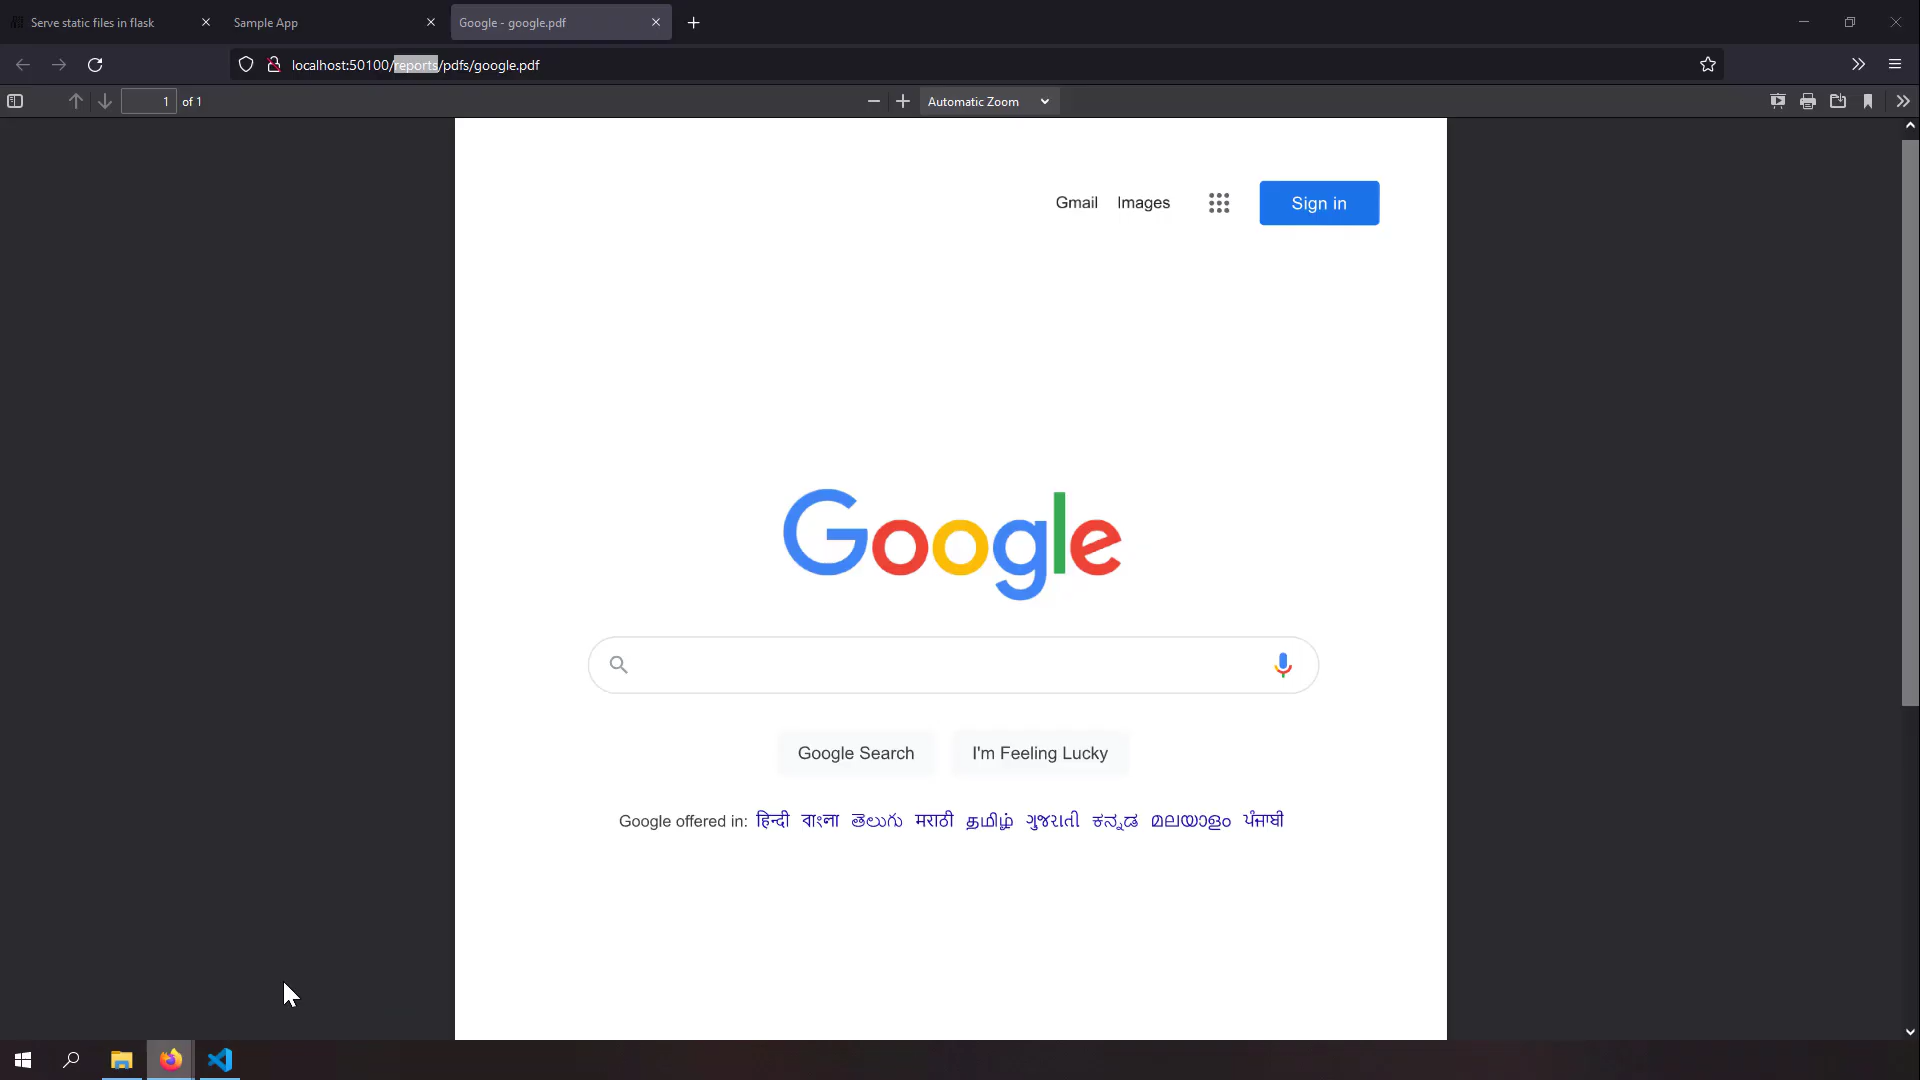 Serve static files in flask
Sample App
Google - google.pdf
localhost:50100/reports/pdfs/google.pdf
1 of 1
Automatic Zoom
Gmail Images Sign in
Google
Google Search I'm Feeling Lucky
Google offered in: हिन्दी বাংলা తెలుగు मराठी தமிழ் ગુજરાતી ಕನ್ನಡ മലയാളം ਪੰਜਾਬੀ